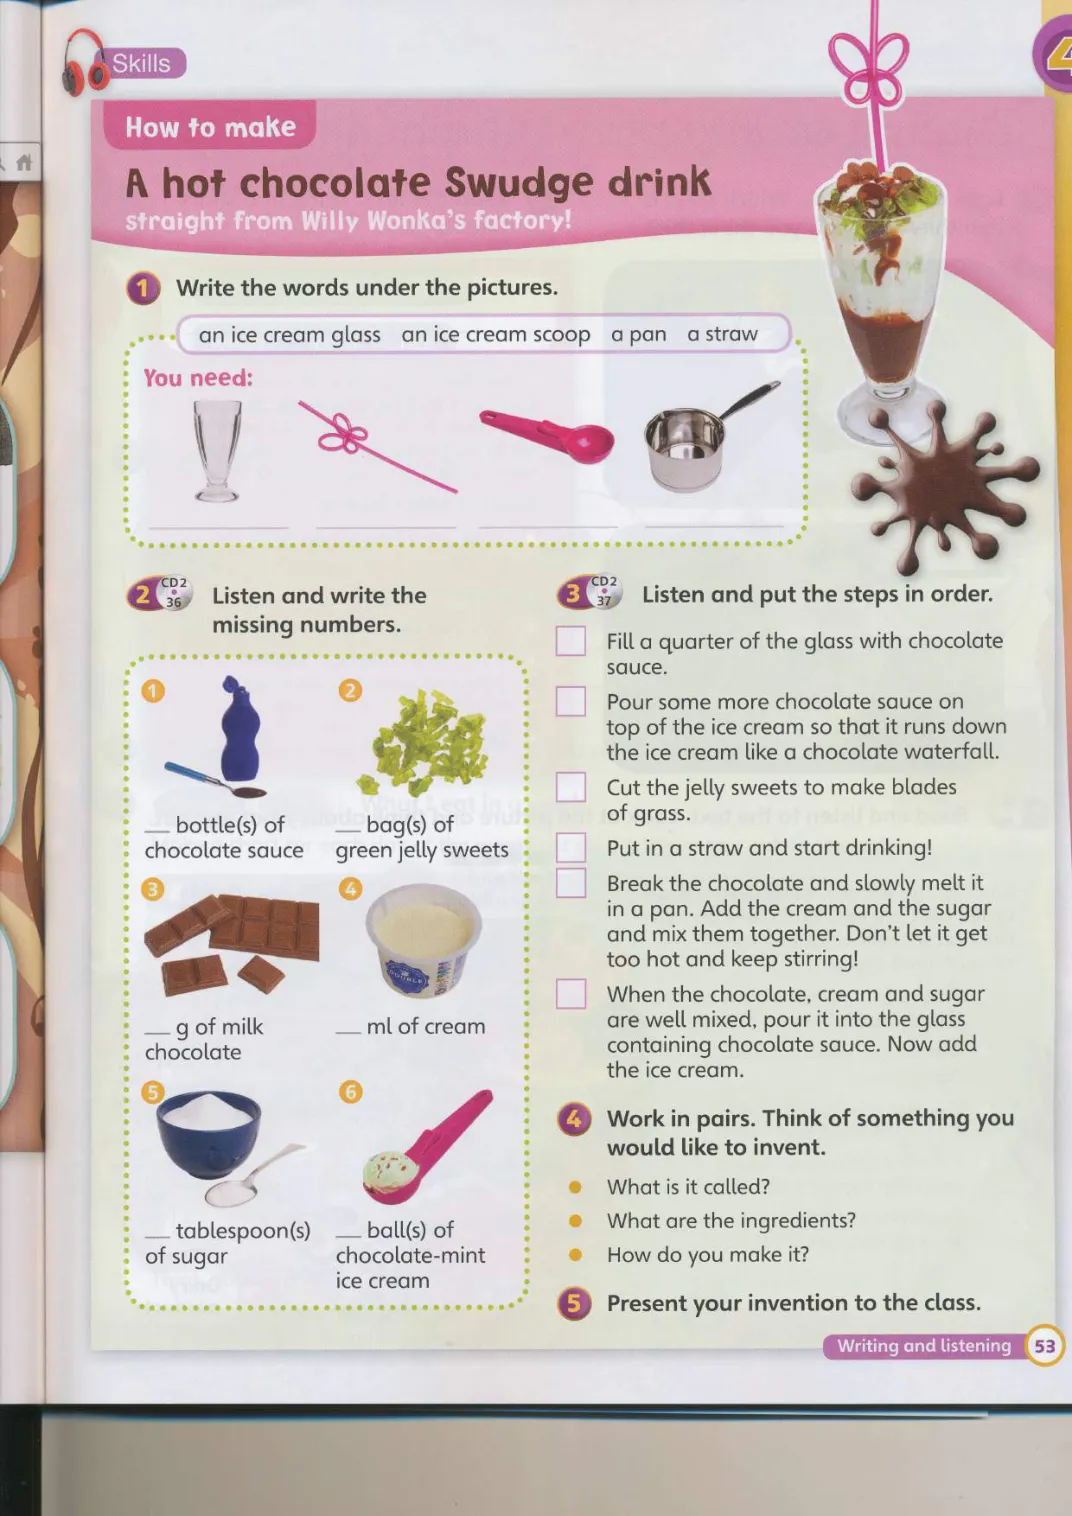 Skills
4
How to make
A hot chocolate Swudge drink
straight from Willy Wonka's factory!
1 Write the words under the pictures.
an ice cream glass an ice cream scoop a pan a straw
You need:
2 CD2 36 Listen and write the
missing numbers.
1
__ bottle(s) of
chocolate sauce
2
__ bag(s) of
green jelly sweets
3
__ g of milk
chocolate
4
__ ml of cream
5
__ tablespoon(s)
of sugar
6
__ ball(s) of
chocolate-mint
ice cream
3 CD2 37 Listen and put the steps in order.
Fill a quarter of the glass with chocolate
sauce.
Pour some more chocolate sauce on
top of the ice cream so that it runs down
the ice cream like a chocolate waterfall.
Cut the jelly sweets to make blades
of grass.
Put in a straw and start drinking!
Break the chocolate and slowly melt it
in a pan. Add the cream and the sugar
and mix them together. Don't let it get
too hot and keep stirring!
When the chocolate, cream and sugar
are well mixed, pour it into the glass
containing chocolate sauce. Now add
the ice cream.
4 Work in pairs. Think of something you
would like to invent.
What is it called?
What are the ingredients?
How do you make it?
5 Present your invention to the class.
Writing and listening 53